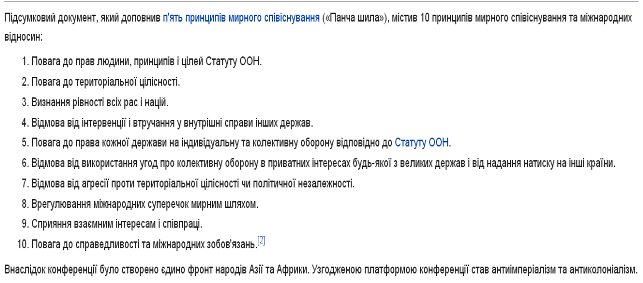 Підсумковий документ, який доповнив п'ять принципів мирного співіснування («Панча шила»), містив 10 принципів мирного співіснування та міжнародних
відносин:
1. Повага до прав людини, принципів і цілей Статуту ООН.
2. Повага до територіальної цілісності.
3. Визнання рівності всіх рас і націй.
4. Відмова від інтервенції і втручання у внутрішні справи інших держав.
5. Повага до права кожної держави на індивідуальну та колективну оборону відповідно до Статуту ООН.
6. Відмова від використання угод про колективну оборону в приватних інтересах будь-якої з великих держав і від надання натиску на інші країни.
7. Відмова від агресії проти територіальної цілісності чи політичної незалежності.
8. Врегулювання міжнародних суперечок мирним шляхом.
9. Сприяння взаємним інтересам і співпраці.
10. Повага до справедливості та міжнародних зобов'язань.[2]
Внаслідок конференції було створено єдино фронт народів Азії та Африки. Узгодженою платформою конференції став антиімперіалізм та антиколоніалізм.